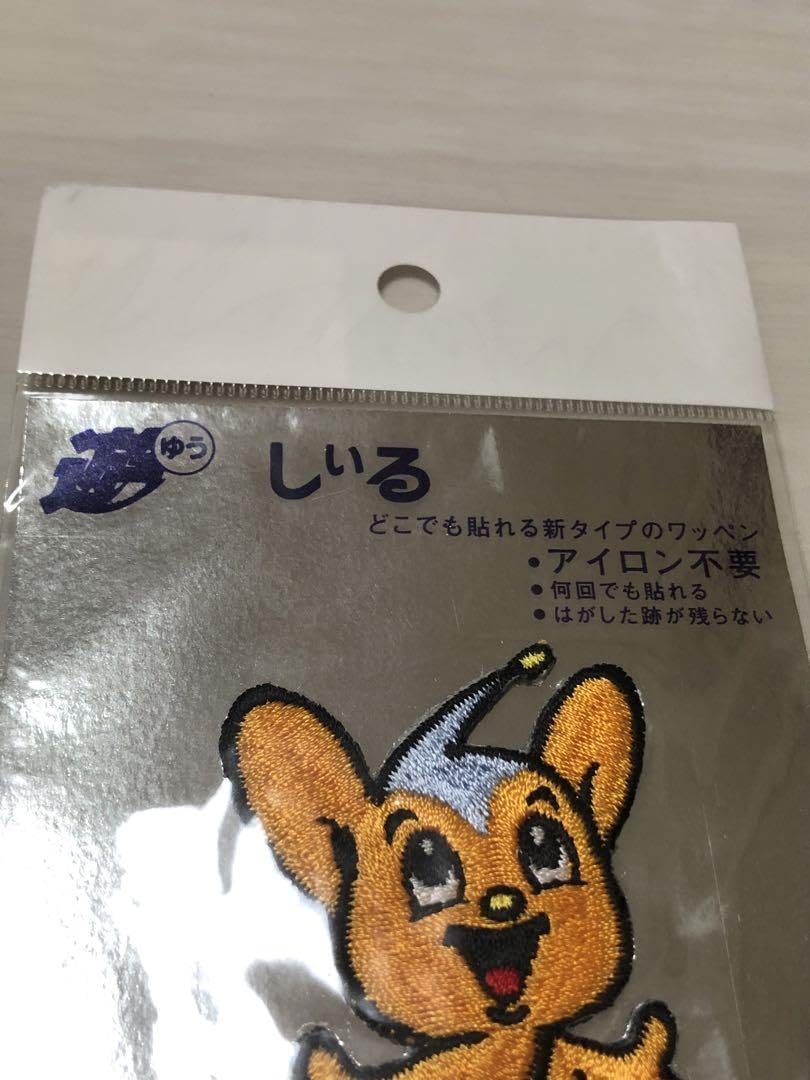 ゆう
しいる
どこでも貼れる新タイプのワッペン
・アイロン不要
・何回でも貼れる
・はがした跡が残らない